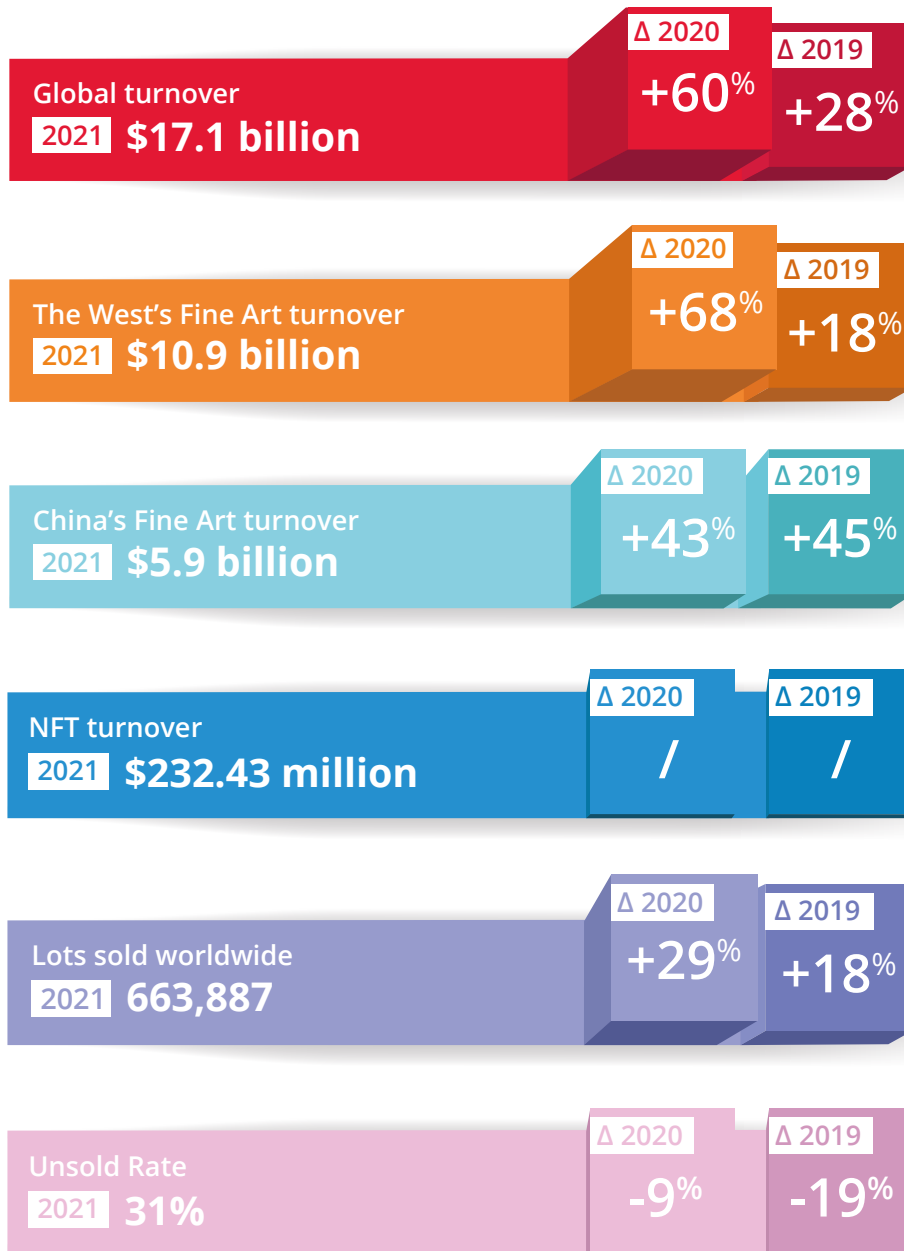 Δ 2020
Δ 2019
Global turnover
+60%
+28%
2021 $17.1 billion
Δ 2020
Δ 2019
The West’s Fine Art turnover
+68%
+18%
2021 $10.9 billion
Δ 2020
Δ 2019
China’s Fine Art turnover
+43%
+45%
2021 $5.9 billion
Δ 2020
Δ 2019
NFT turnover
/
/
2021 $232.43 million
Δ 2020
Δ 2019
Lots sold worldwide
+29%
+18%
2021 663,887
Δ 2020
Δ 2019
Unsold Rate
-9%
-19%
2021 31%